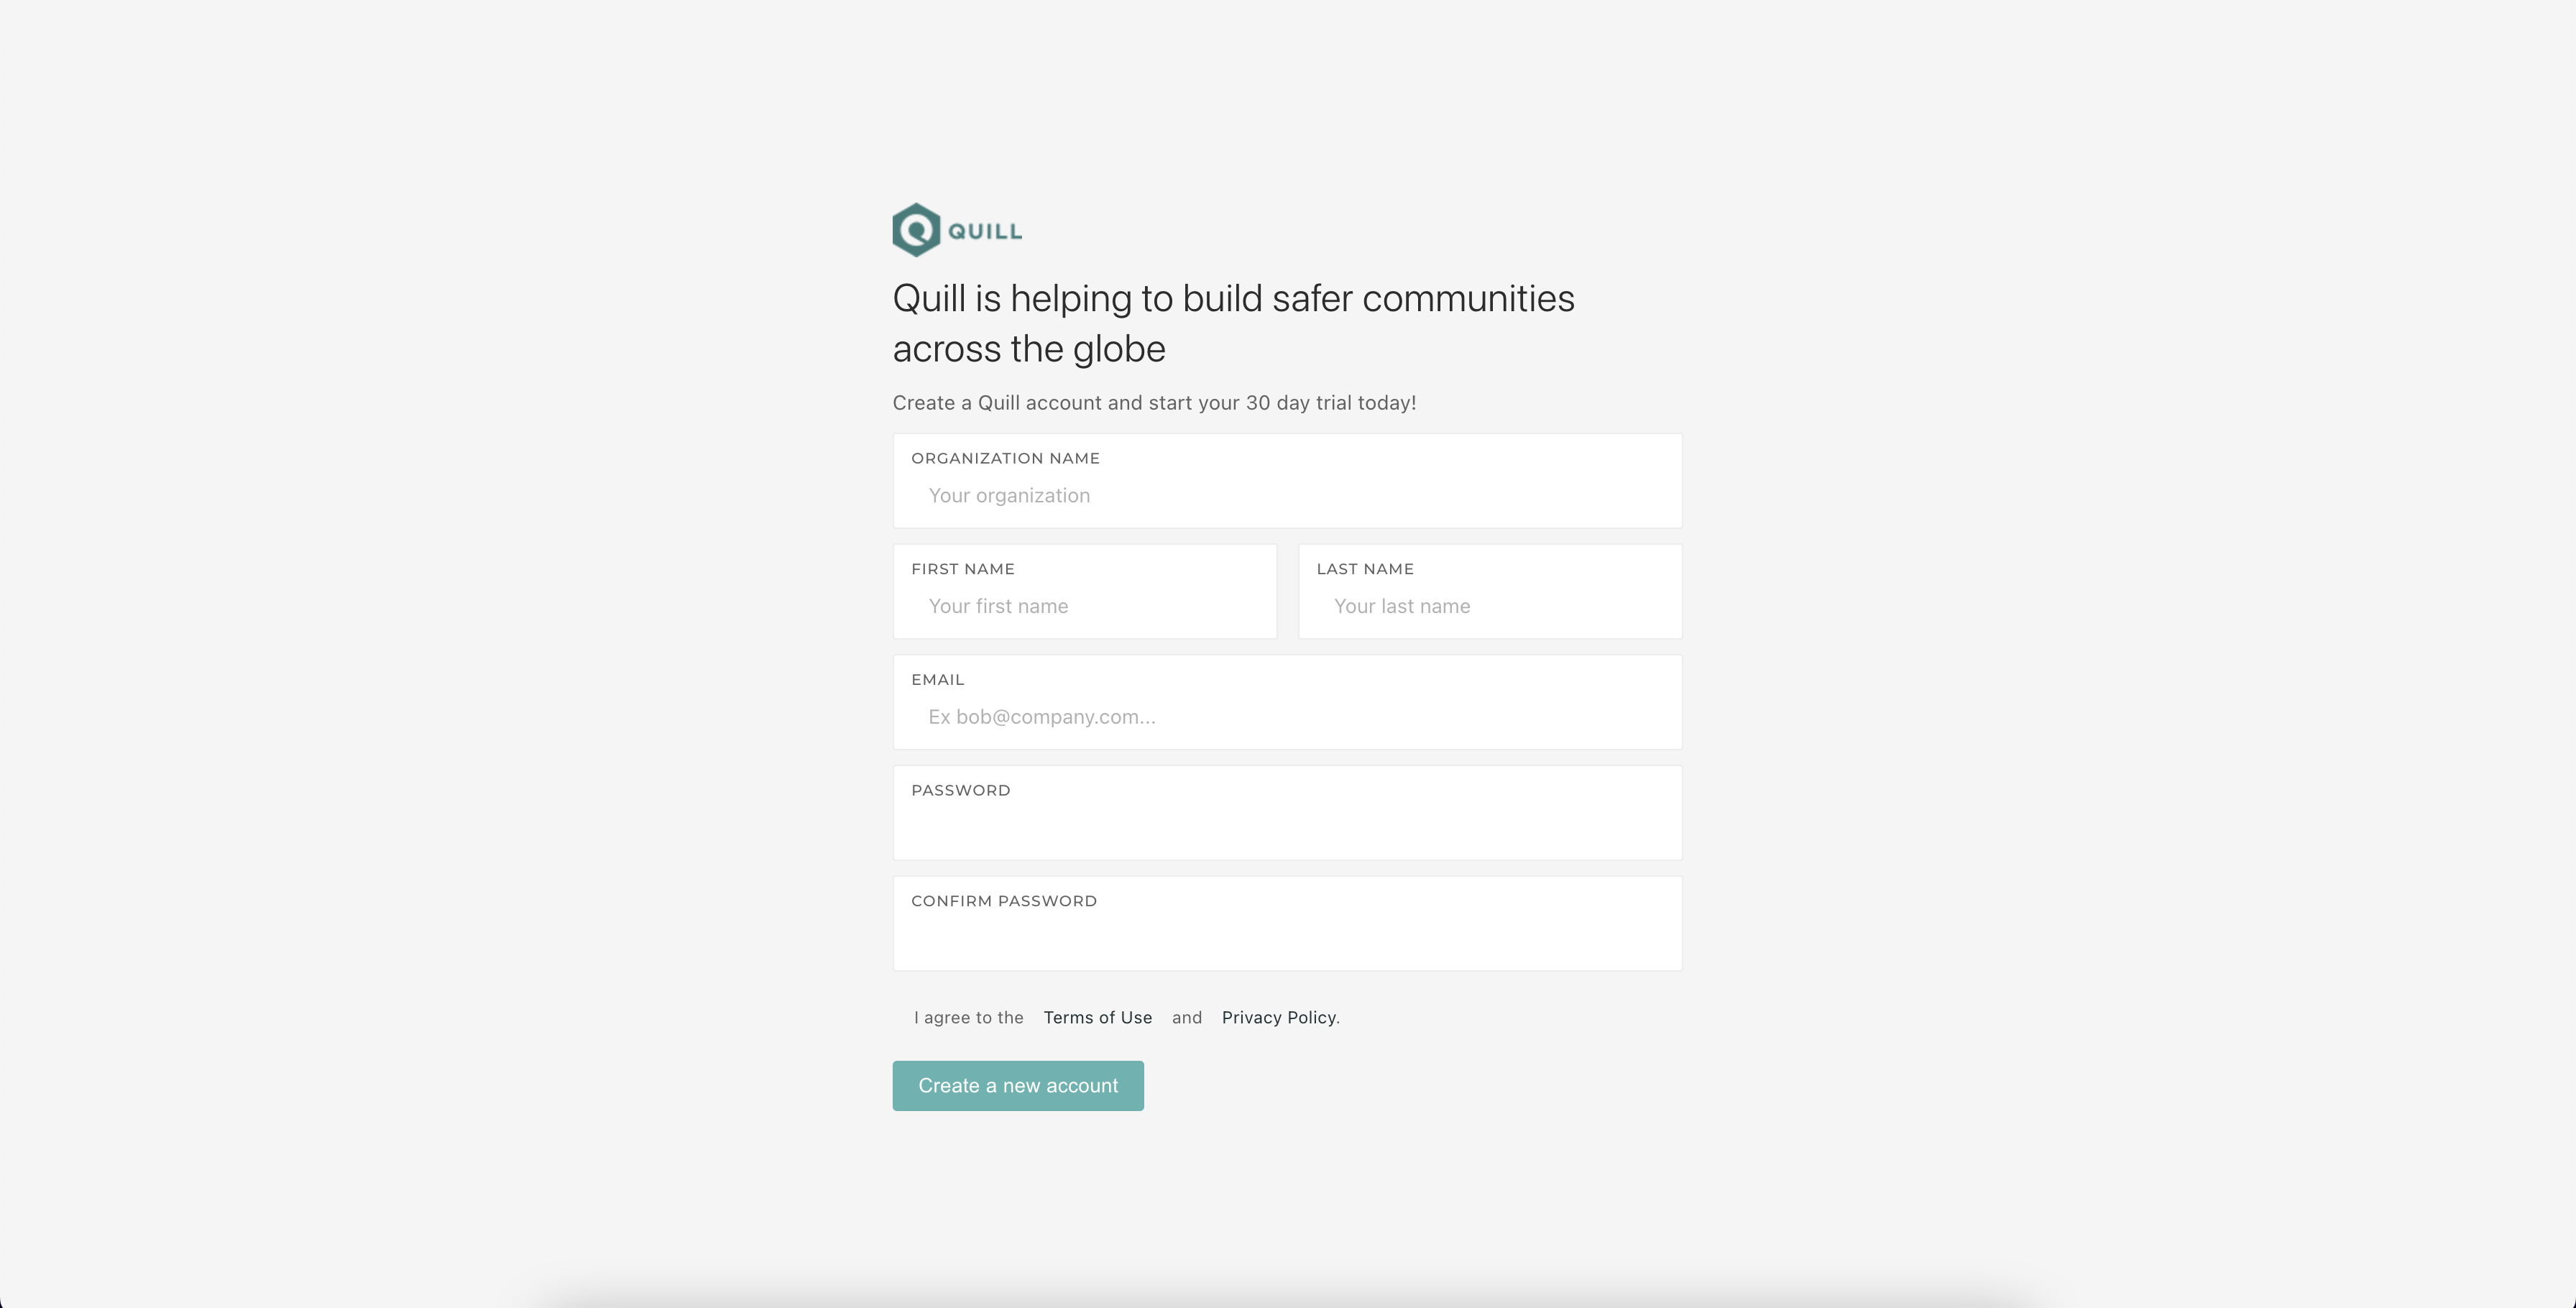 QUILL
Quill is helping to build safer communities
across the globe
Create a Quill account and start your 30 day trial today!
ORGANIZATION NAME
Your organization
FIRST NAME
LAST NAME
Your first name
Your last name
EMAIL
Ex bob@company.com...
PASSWORD
CONFIRM PASSWORD
I agree to the Terms of Use and Privacy Policy.
Create a new account